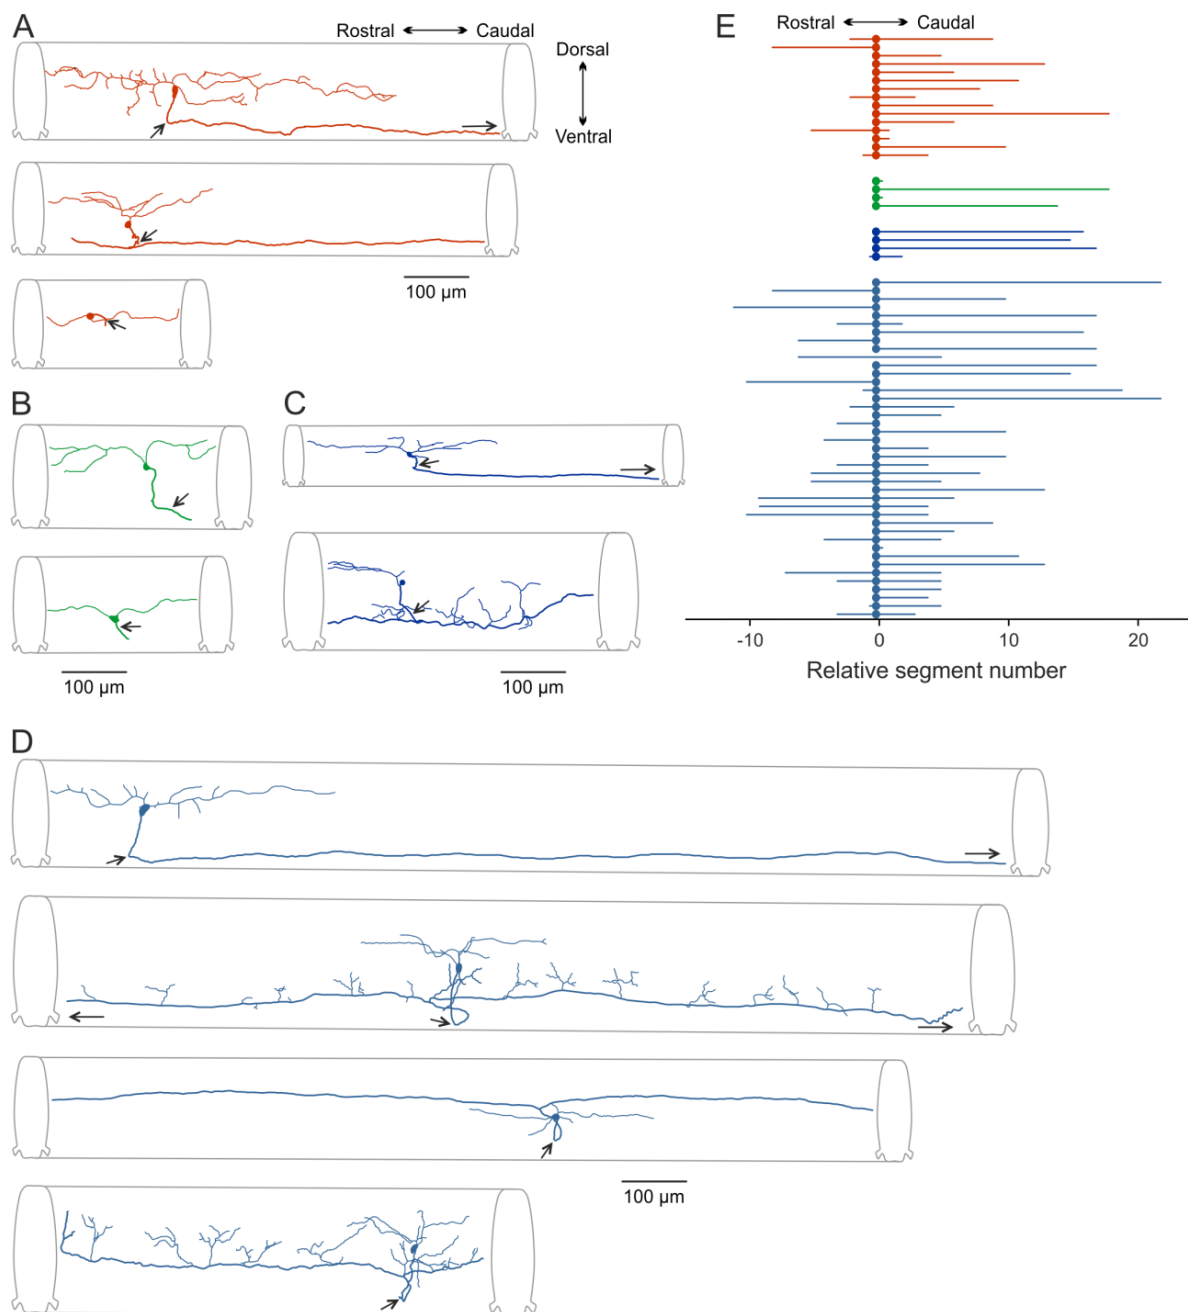 A
Rostral Caudal
Dorsal
Ventral
100 µm
B
100 µm
C
100 µm
D
100 µm
E
Rostral Caudal
-10 0 10 20
Relative segment number